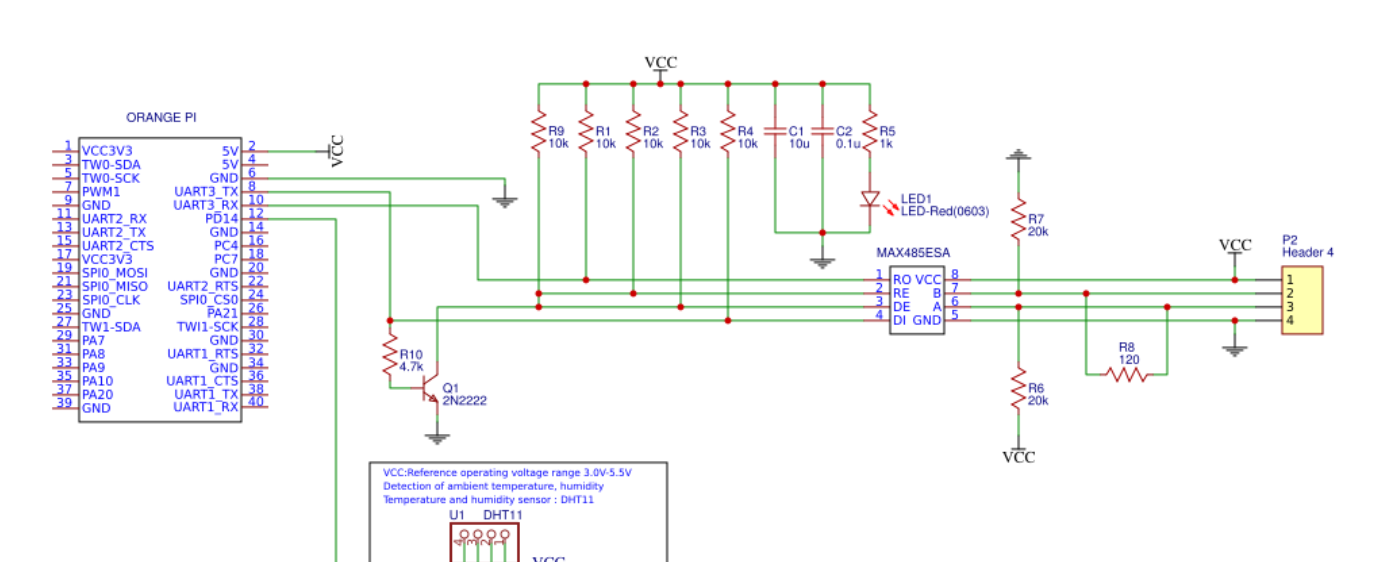 VCC
ORANGE PI
1 VCC3V3 5V 2
3 TW0-SDA 5V 4
5 TW0-SCK GND 6
7 PWM1 UART3_TX 8
9 GND UART3_RX 10
11 UART2_RX PD14 12
13 UART2_TX GND 14
15 UART2_CTS PC4 16
17 VCC3V3 PC7 18
19 SPI0_MOSI GND 20
21 SPI0_MISO UART2_RTS 22
23 SPI0_CLK SPI0_CS0 24
25 GND PA21 26
27 TW1-SDA TWI1-SCK 28
29 PA7 GND 30
31 PA8 UART1_RTS 32
33 PA9 GND 34
35 PA10 UART1_CTS 36
37 PA20 UART1_TX 38
39 GND UART1_RX 40
VCC
R9
10k
R1
10k
R2
10k
R3
10k
R4
10k
C1
10u
C2
0.1u
R5
1k
LED1
LED-Red(0603)
MAX485ESA
1 RO VCC 8
2 RE B 7
3 DE A 6
4 DI GND 5
R7
20k
VCC
P2
Header 4
1
2
3
4
R8
120
R6
20k
VCC
R10
4.7k
Q1
2N2222
VCC:Reference operating voltage range 3.0V-5.5V
Detection of ambient temperature, humidity
Temperature and humidity sensor : DHT11
U1 DHT11
4 3 2 1
VCC